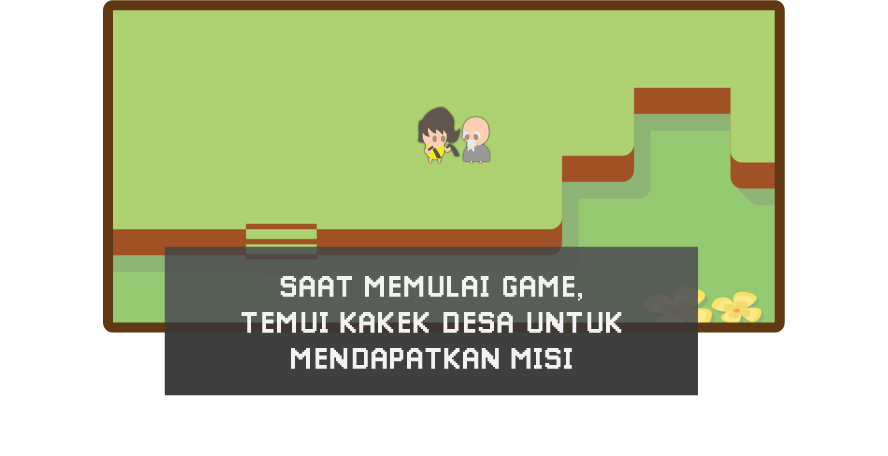 SAAT MEMULAI GAME,
TEMUI KAKEK DESA UNTUK
MENDAPATKAN MISI